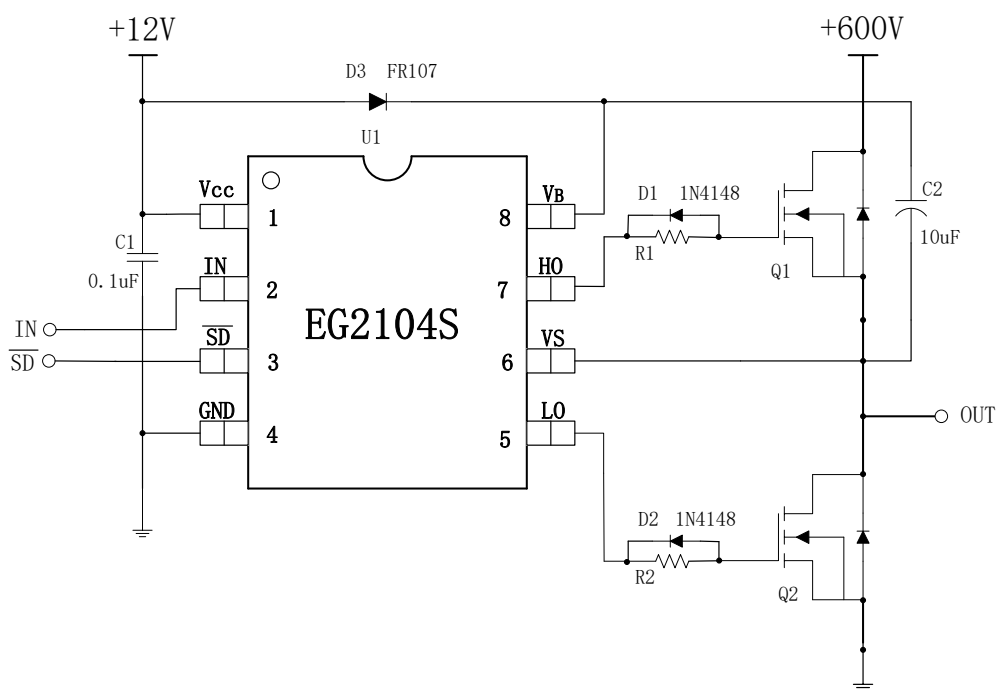 +12V
+600V
D3 FR107
U1
Vcc
1
VB
8
D1 1N4148
R1
C2
10uF
C1
0.1uF
IN
2
HO
7
Q1
EG2104S
IN
SD
SD
3
VS
6
GND
4
LO
5
OUT
D2 1N4148
R2
Q2